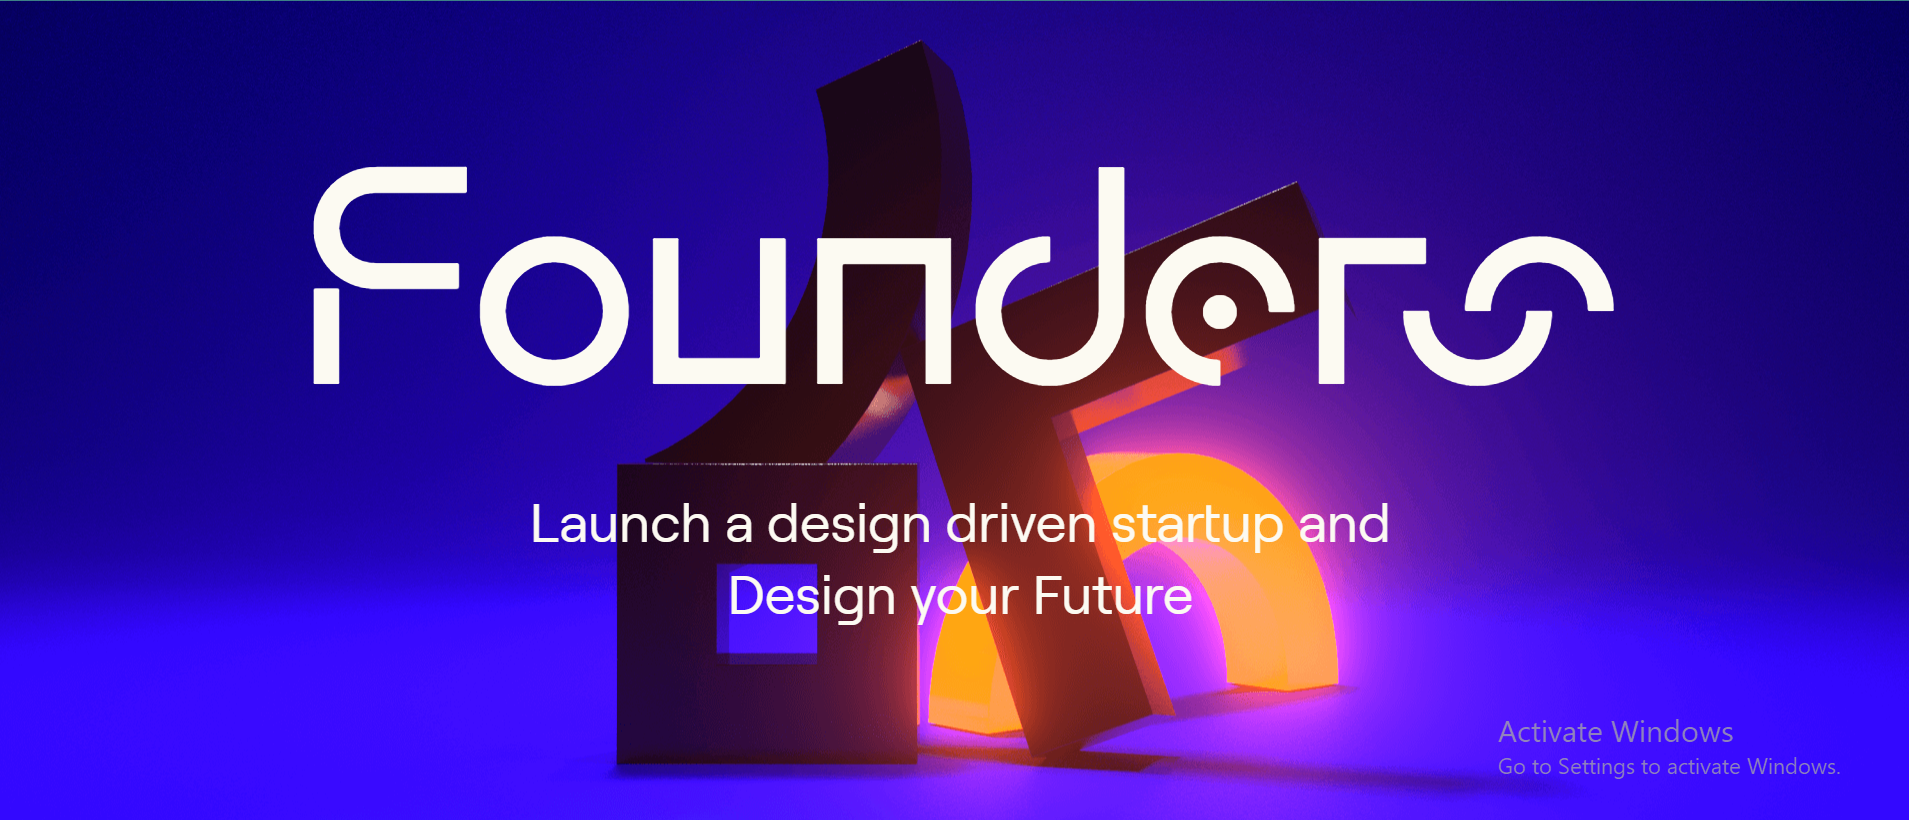 Founders
Launch a design driven startup and
Design your Future
Activate Windows
Go to Settings to activate Windows.